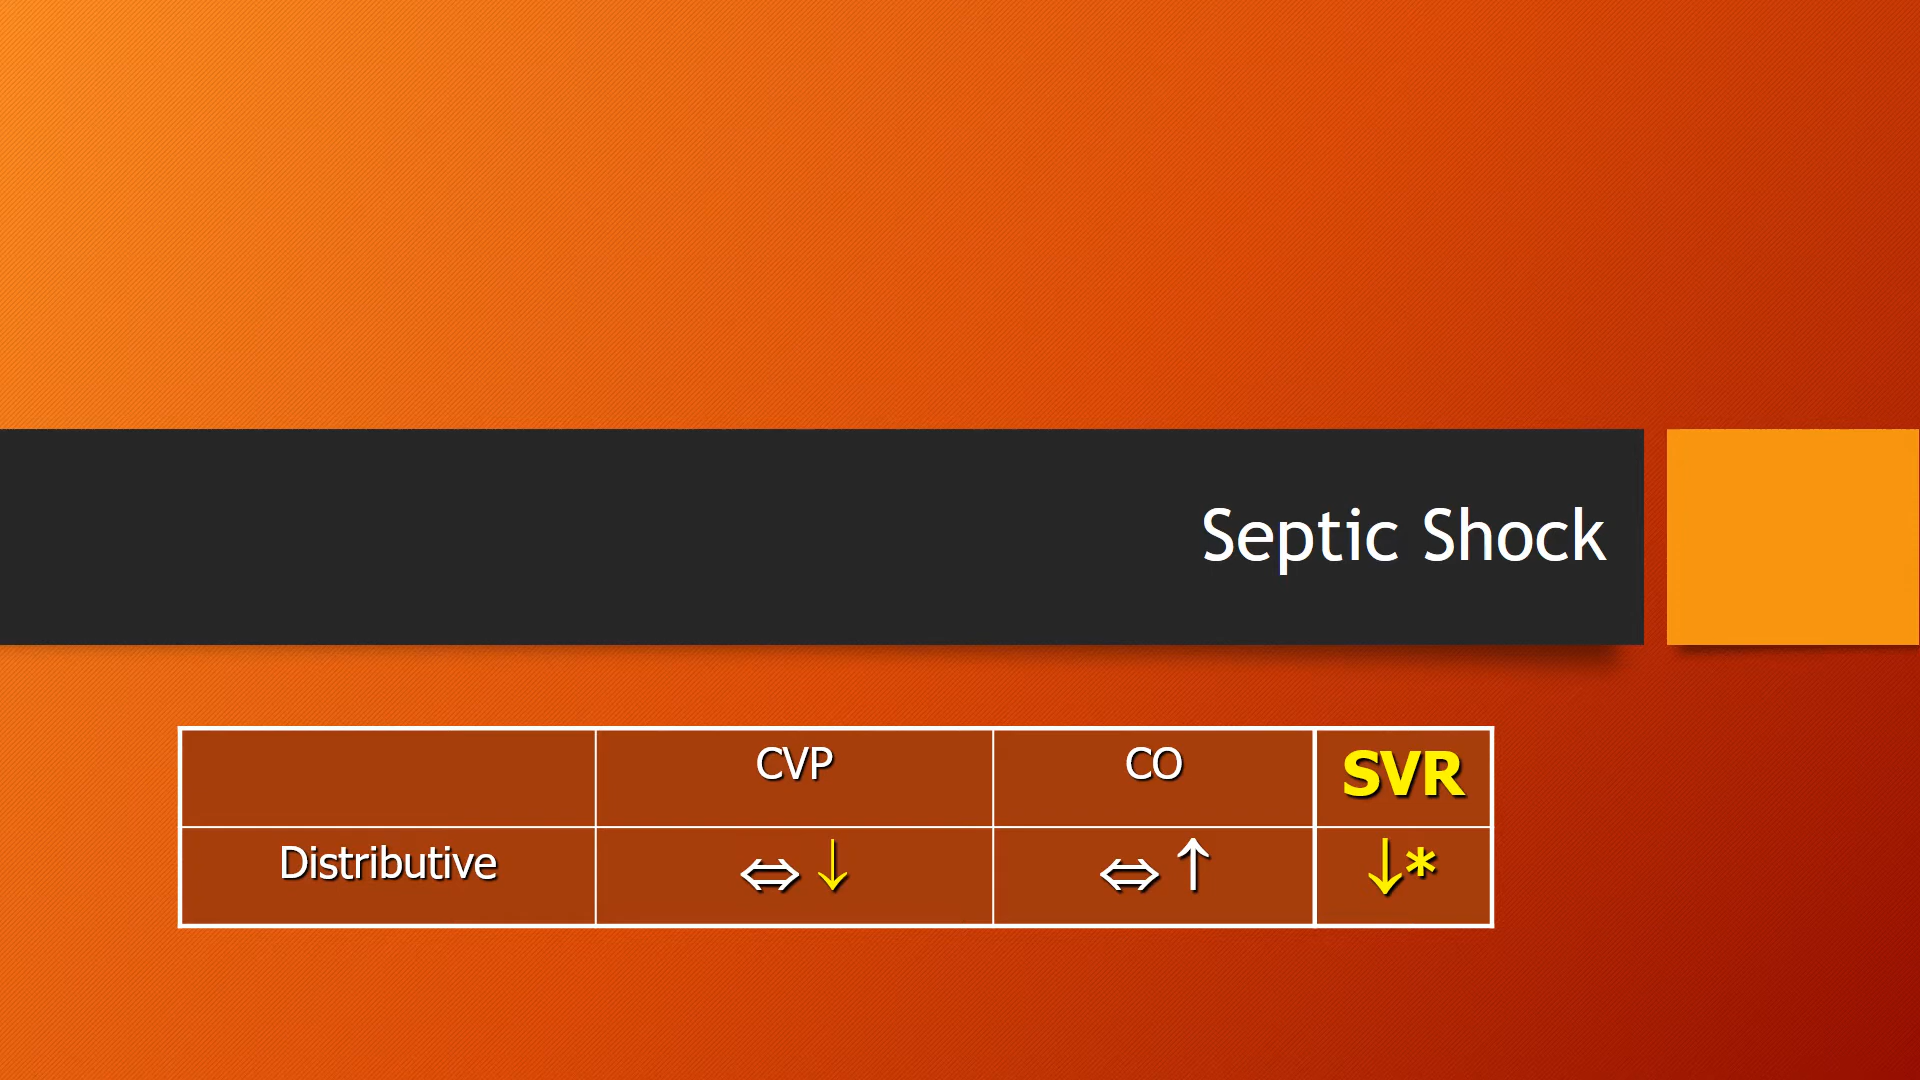 Septic Shock
CVP CO SVR
Distributive ⇔ ↓ ⇔ ↑ ↓*